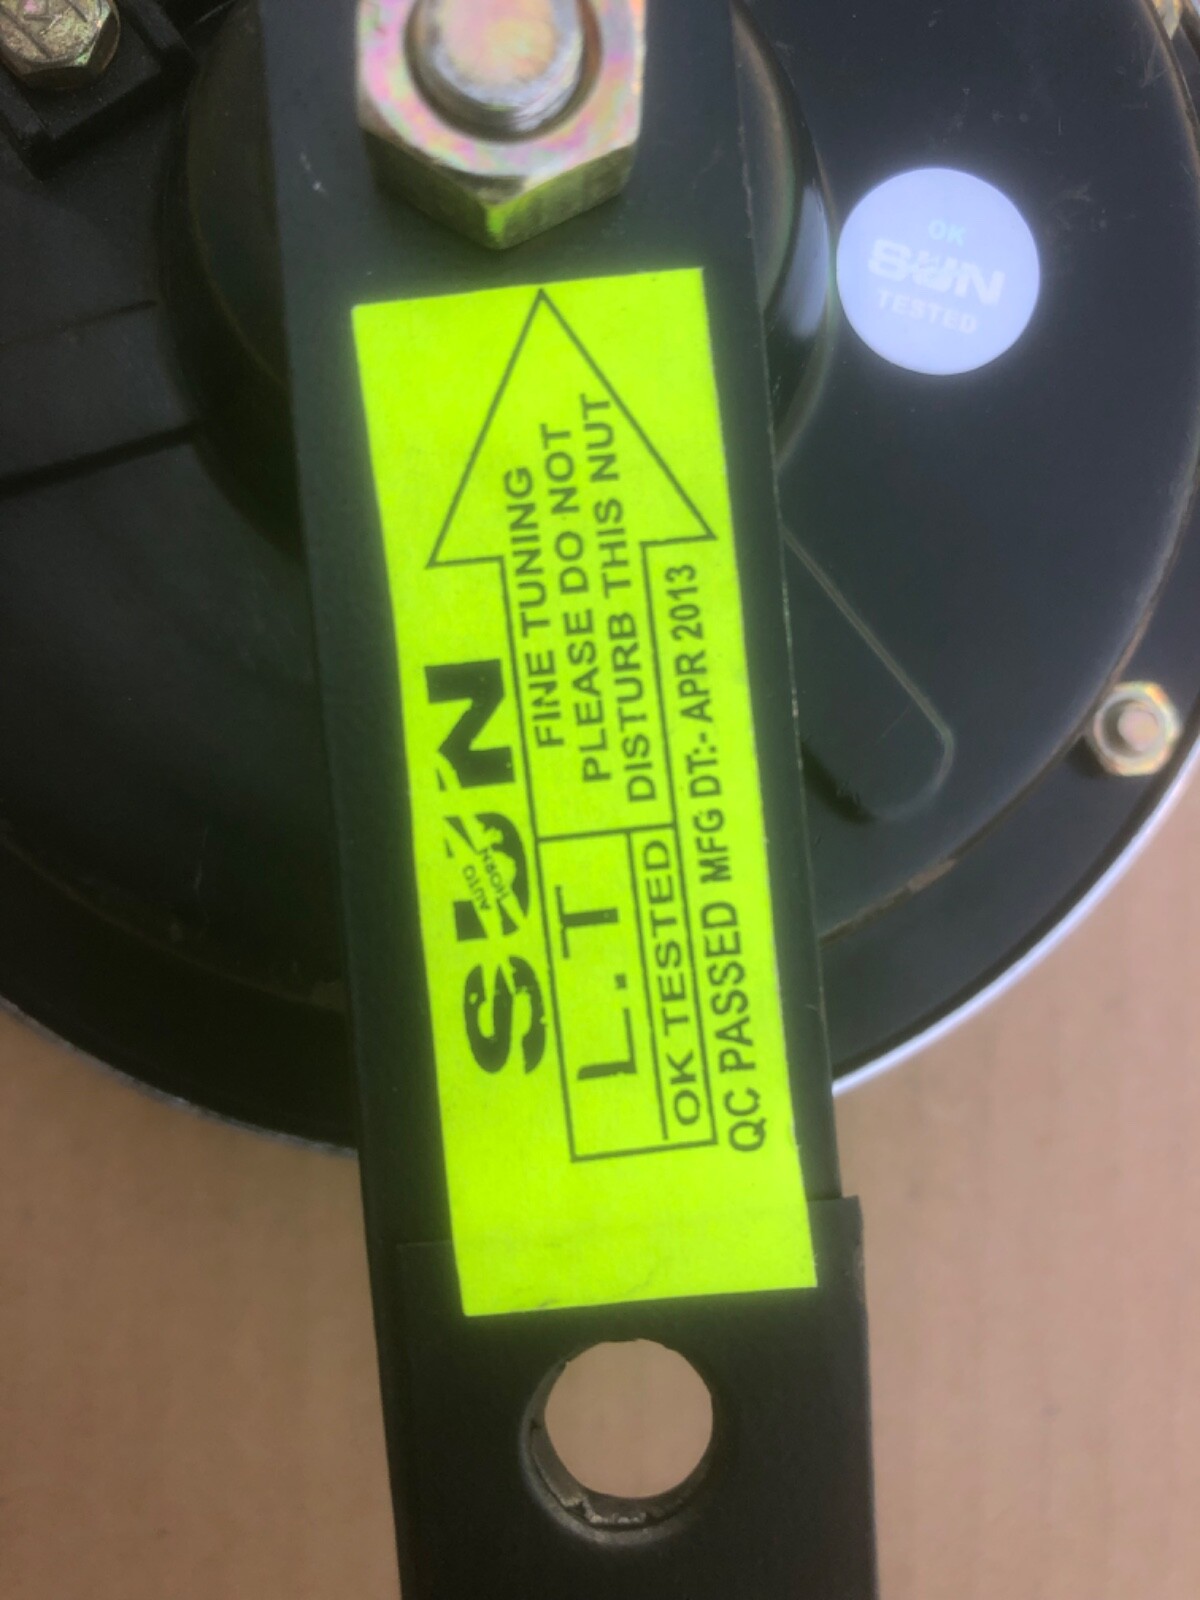 SUN
AUTO
HORN
FINE TUNING
PLEASE DO NOT
DISTURB THIS NUT
L.T
OK TESTED
QC PASSED MFG DT:- APR 2013
OK
SUN
TESTED